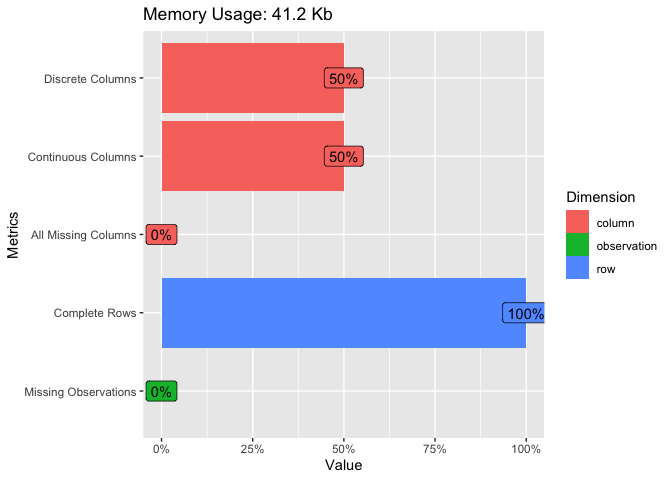 Memory Usage: 41.2 Kb
Metrics
Discrete Columns
50%
Continuous Columns
50%
All Missing Columns
0%
Complete Rows
100%
Missing Observations
0%
0% 25% 50% 75% 100%
Value
Dimension
column
observation
row